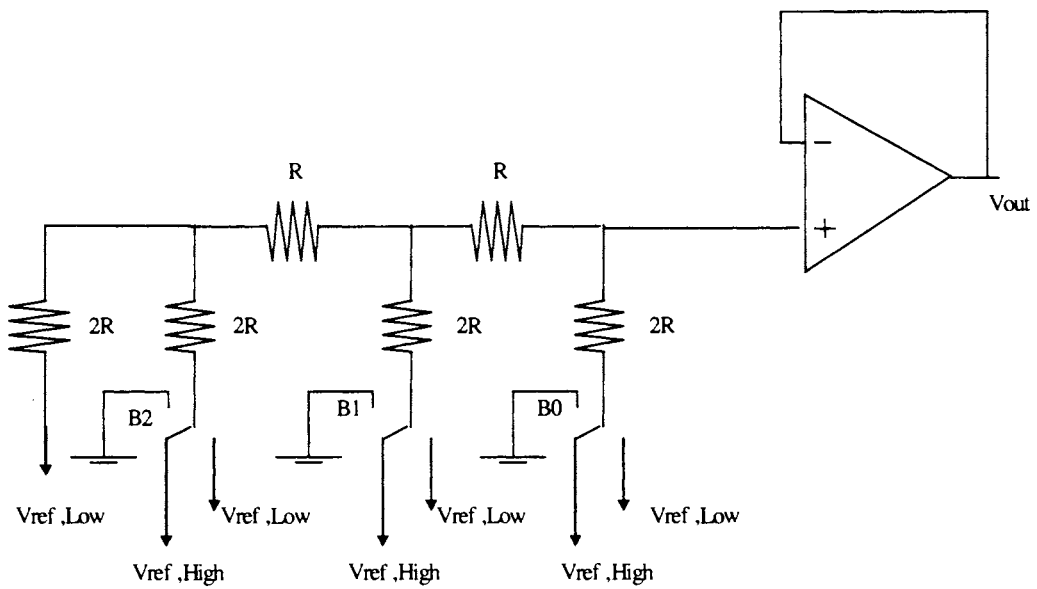 R R
−
Vout
+
2R 2R 2R 2R
B2 B1 B0
Vref ,Low Vref ,Low Vref ,Low Vref ,Low
Vref ,High Vref ,High Vref ,High